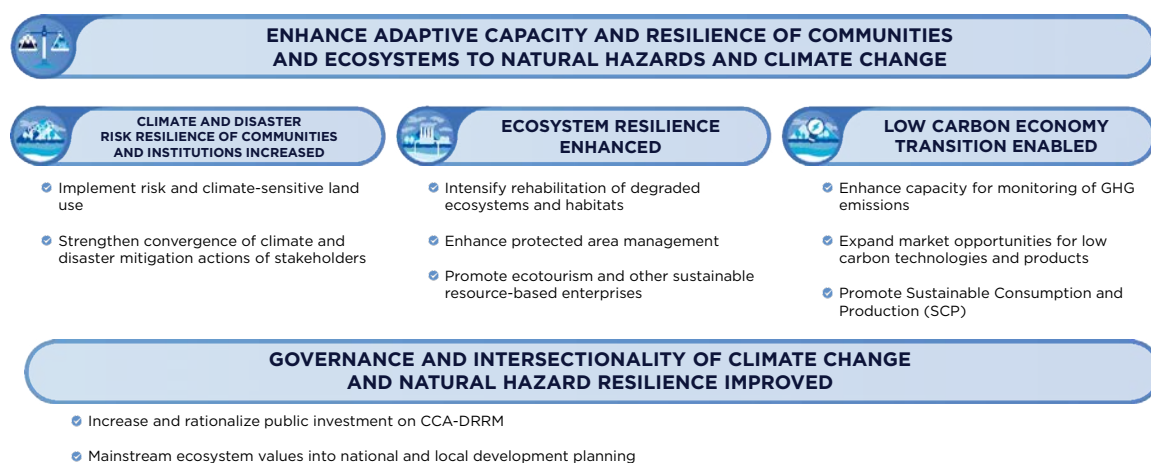 ENHANCE ADAPTIVE CAPACITY AND RESILIENCE OF COMMUNITIES
AND ECOSYSTEMS TO NATURAL HAZARDS AND CLIMATE CHANGE
CLIMATE AND DISASTER
RISK RESILIENCE OF COMMUNITIES
AND INSTITUTIONS INCREASED
Implement risk and climate-sensitive land
use
Strengthen convergence of climate and
disaster mitigation actions of stakeholders
ECOSYSTEM RESILIENCE
ENHANCED
Intensify rehabilitation of degraded
ecosystems and habitats
Enhance protected area management
Promote ecotourism and other sustainable
resource-based enterprises
LOW CARBON ECONOMY
TRANSITION ENABLED
Enhance capacity for monitoring of GHG
emissions
Expand market opportunities for low
carbon technologies and products
Promote Sustainable Consumption and
Production (SCP)
GOVERNANCE AND INTERSECTIONALITY OF CLIMATE CHANGE
AND NATURAL HAZARD RESILIENCE IMPROVED
Increase and rationalize public investment on CCA-DRRM
Mainstream ecosystem values into national and local development planning